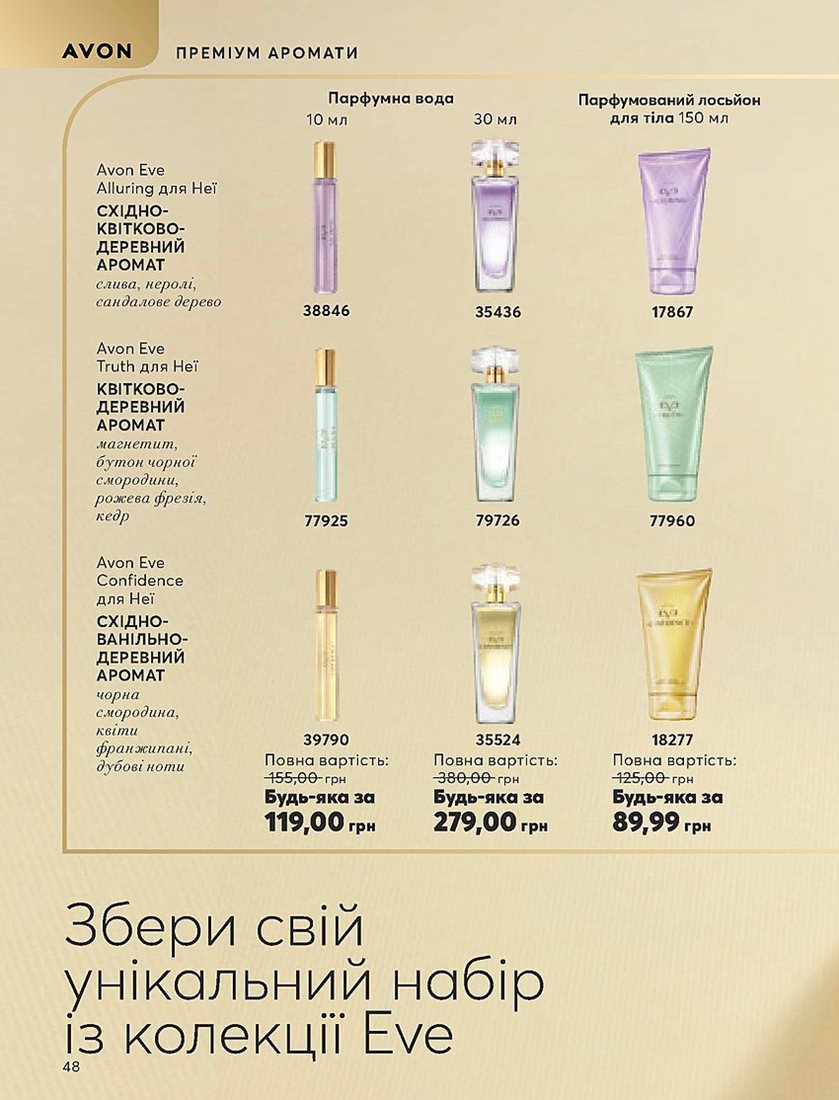 AVON
ПРЕМІУМ АРОМАТИ
Парфумна вода
10 мл
30 мл
Парфумований лосьйон
для тіла 150 мл
Avon Eve
Alluring для Неї
СХІДНО-
КВІТКОВО-
ДЕРЕВНИЙ
АРОМАТ
слива, неролі,
сандалове дерево
38846
35436
17867
Avon Eve
Truth для Неї
КВІТКОВО-
ДЕРЕВНИЙ
АРОМАТ
магнетит,
бутон чорної
смородини,
рожева фрезія,
кедр
77925
79726
77960
Avon Eve
Confidence
для Неї
СХІДНО-
ВАНІЛЬНО-
ДЕРЕВНИЙ
АРОМАТ
чорна
смородина,
квіти
франжипані,
дубові ноти
39790
35524
18277
Повна вартість:
155,00 грн
Будь-яка за
119,00 грн
Повна вартість:
380,00 грн
Будь-яка за
279,00 грн
Повна вартість:
125,00 грн
Будь-яка за
89,99 грн
Збери свій
унікальний набір
із колекції Eve
48